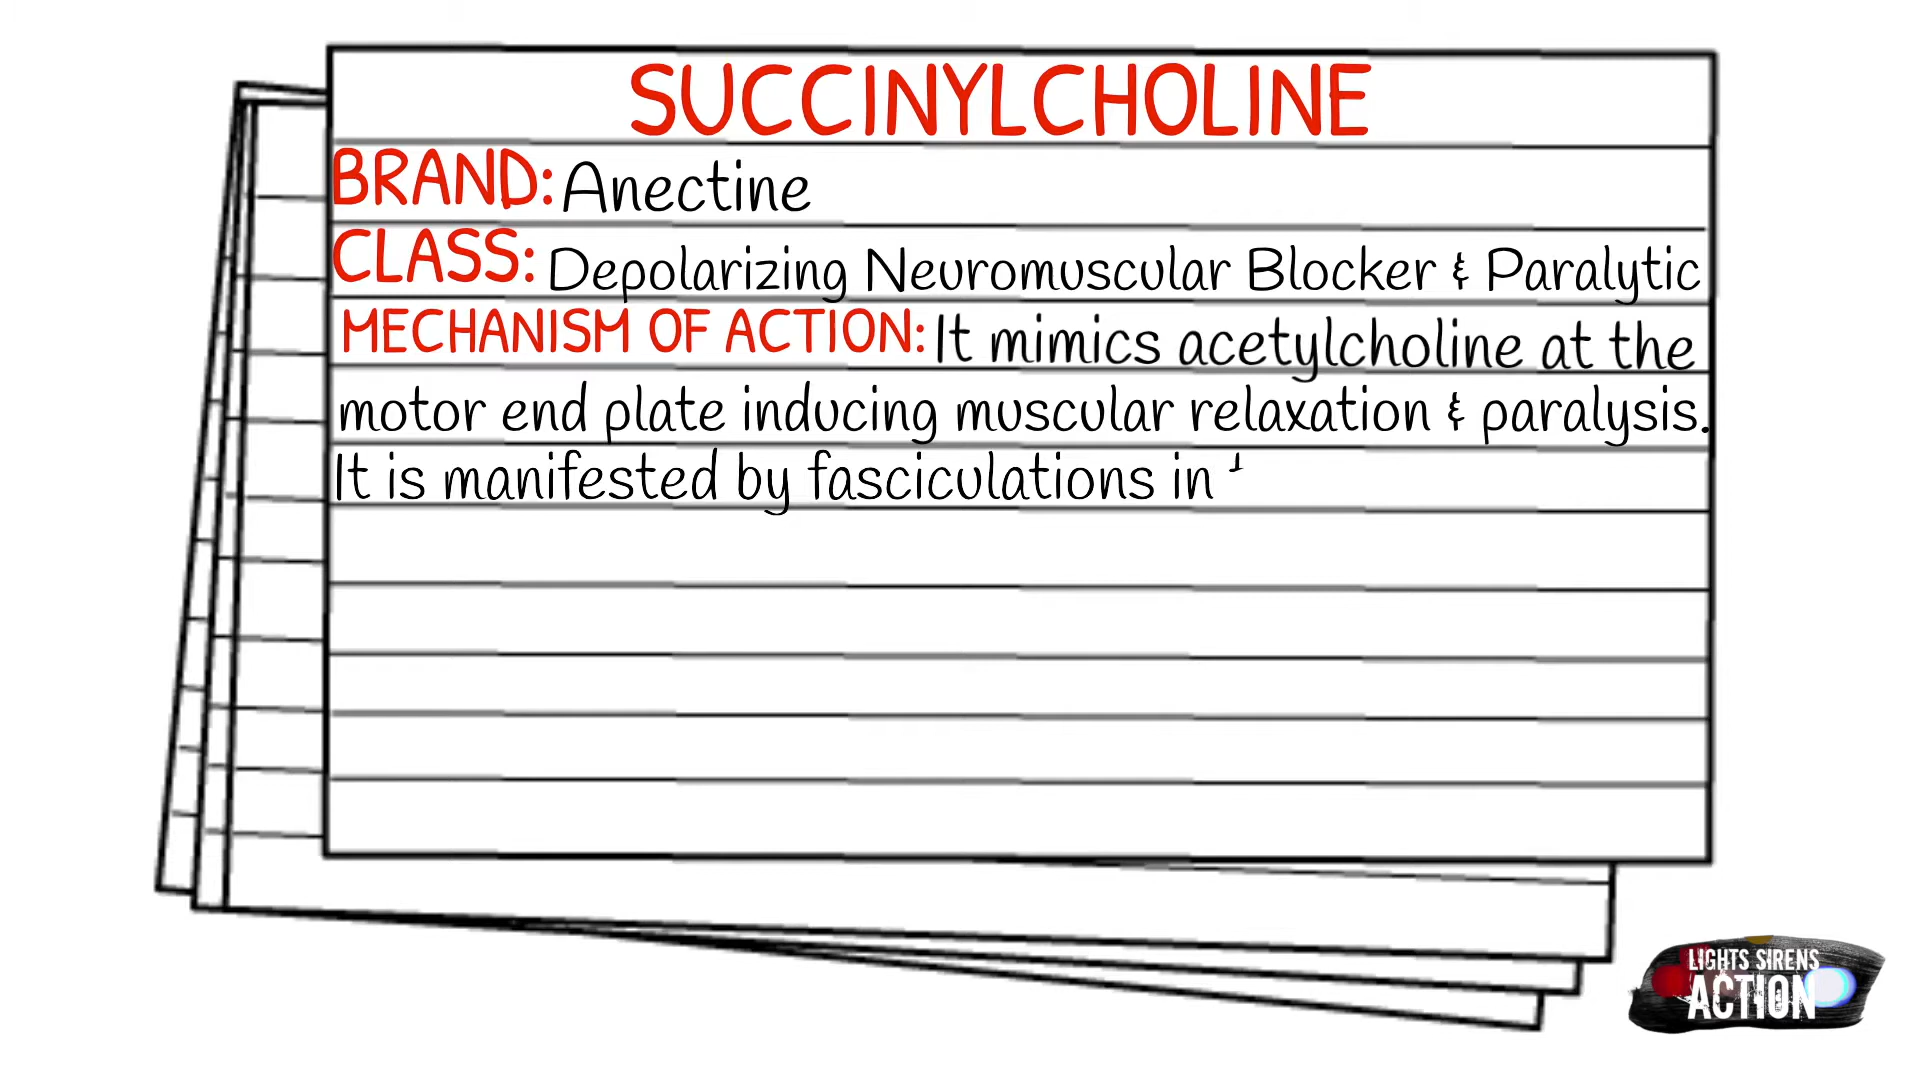 SUCCINYLCHOLINE
BRAND: Anectine
CLASS: Depolarizing Neuromuscular Blocker & Paralytic
MECHANISM OF ACTION: It mimics acetylcholine at the
motor end plate inducing muscular relaxation & paralysis.
It is manifested by fasciculations in
LIGHTS SIRENS
ACTION